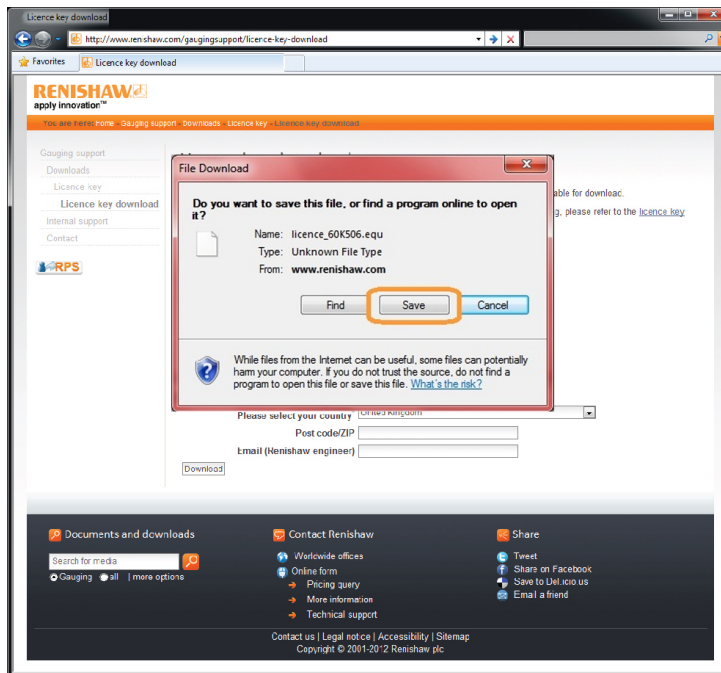 Licence key download
http://www.renishaw.com/gaugingsupport/licence-key-download
Favorites
Licence key download
RENISHAW
apply innovation™
You are here: Home - Gauging support - Downloads - Licence key - Licence key download
Gauging support
Downloads
Licence key
Licence key download
Internal support
Contact
RPS
able for download.
g, please refer to the licence key
File Download
Do you want to save this file, or find a program online to open
it?
Name: licence_60K506.equ
Type: Unknown File Type
From: www.renishaw.com
Find Save Cancel
While files from the Internet can be useful, some files can potentially
harm your computer. If you do not trust the source, do not find a
program to open this file or save this file. What's the risk?
Please select your country United Kingdom
Post code/ZIP
Email (Renishaw engineer)
Download
Documents and downloads
Search for media
Gauging all | more options
Contact Renishaw
Worldwide offices
Online form
Pricing query
More information
Technical support
Share
Tweet
Share on Facebook
Save to Del.icio.us
Email a friend
Contact us | Legal notice | Accessibility | Sitemap
Copyright © 2001-2012 Renishaw plc